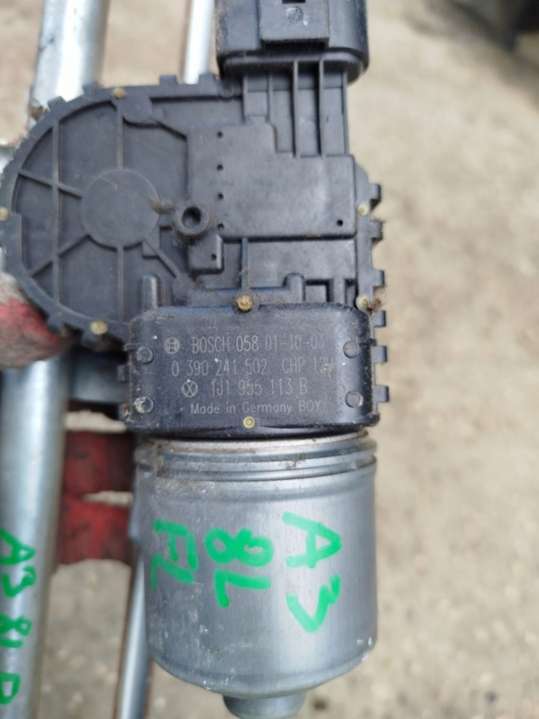 BOSCH 058 01-10-0
0 390 241 502 CHP 12V
1J1 955 113 B
Made in Germany BOY
A3
8L
FL
A3 8L